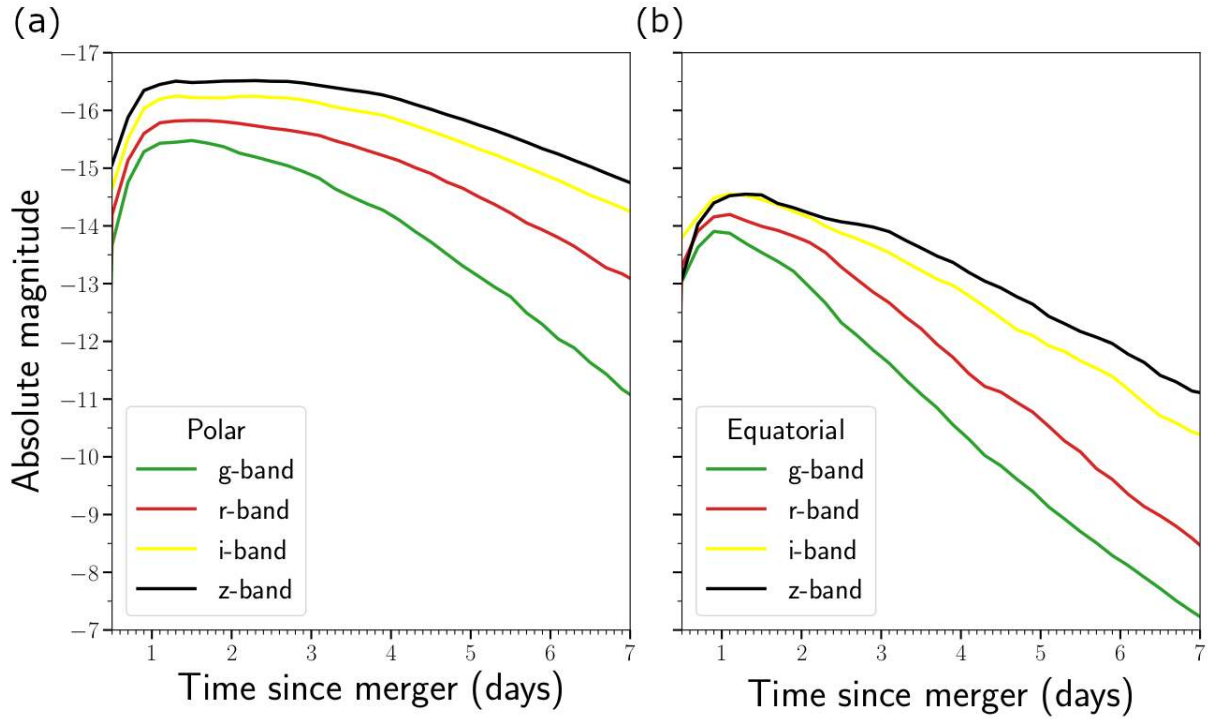 (a)
(b)
Absolute magnitude
−17
−16
−15
−14
−13
−12
−11
−10
−9
−8
−7
Polar
g-band
r-band
i-band
z-band
1 2 3 4 5 6 7
Time since merger (days)
Equatorial
g-band
r-band
i-band
z-band
1 2 3 4 5 6 7
Time since merger (days)